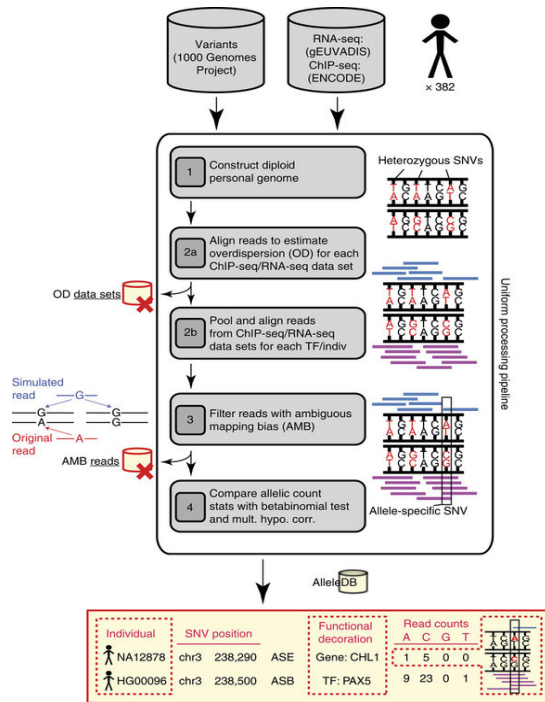 Variants
(1000 Genomes
Project)
RNA-seq:
(gEUVADIS)
ChIP-seq:
(ENCODE)
× 382
1
Construct diploid
personal genome
Heterozygous SNVs
2a
Align reads to estimate
overdispersion (OD) for each
ChIP-seq/RNA-seq data set
OD data sets
2b
Pool and align reads
from ChIP-seq/RNA-seq
data sets for each TF/indiv
Uniform processing pipeline
Simulated
read
G
G
A
G
G
Original
read
A
3
Filter reads with ambiguous
mapping bias (AMB)
AMB reads
4
Compare allelic count
stats with betabinomial test
and mult. hypo. corr.
Allele-specific SNV
AlleleDB
Individual
SNV position
Functional
decoration
Read counts
A C G T
NA12878 chr3 238,290 ASE Gene: CHL1 1 5 0 0
HG00096 chr3 238,500 ASB TF: PAX5 9 23 0 1